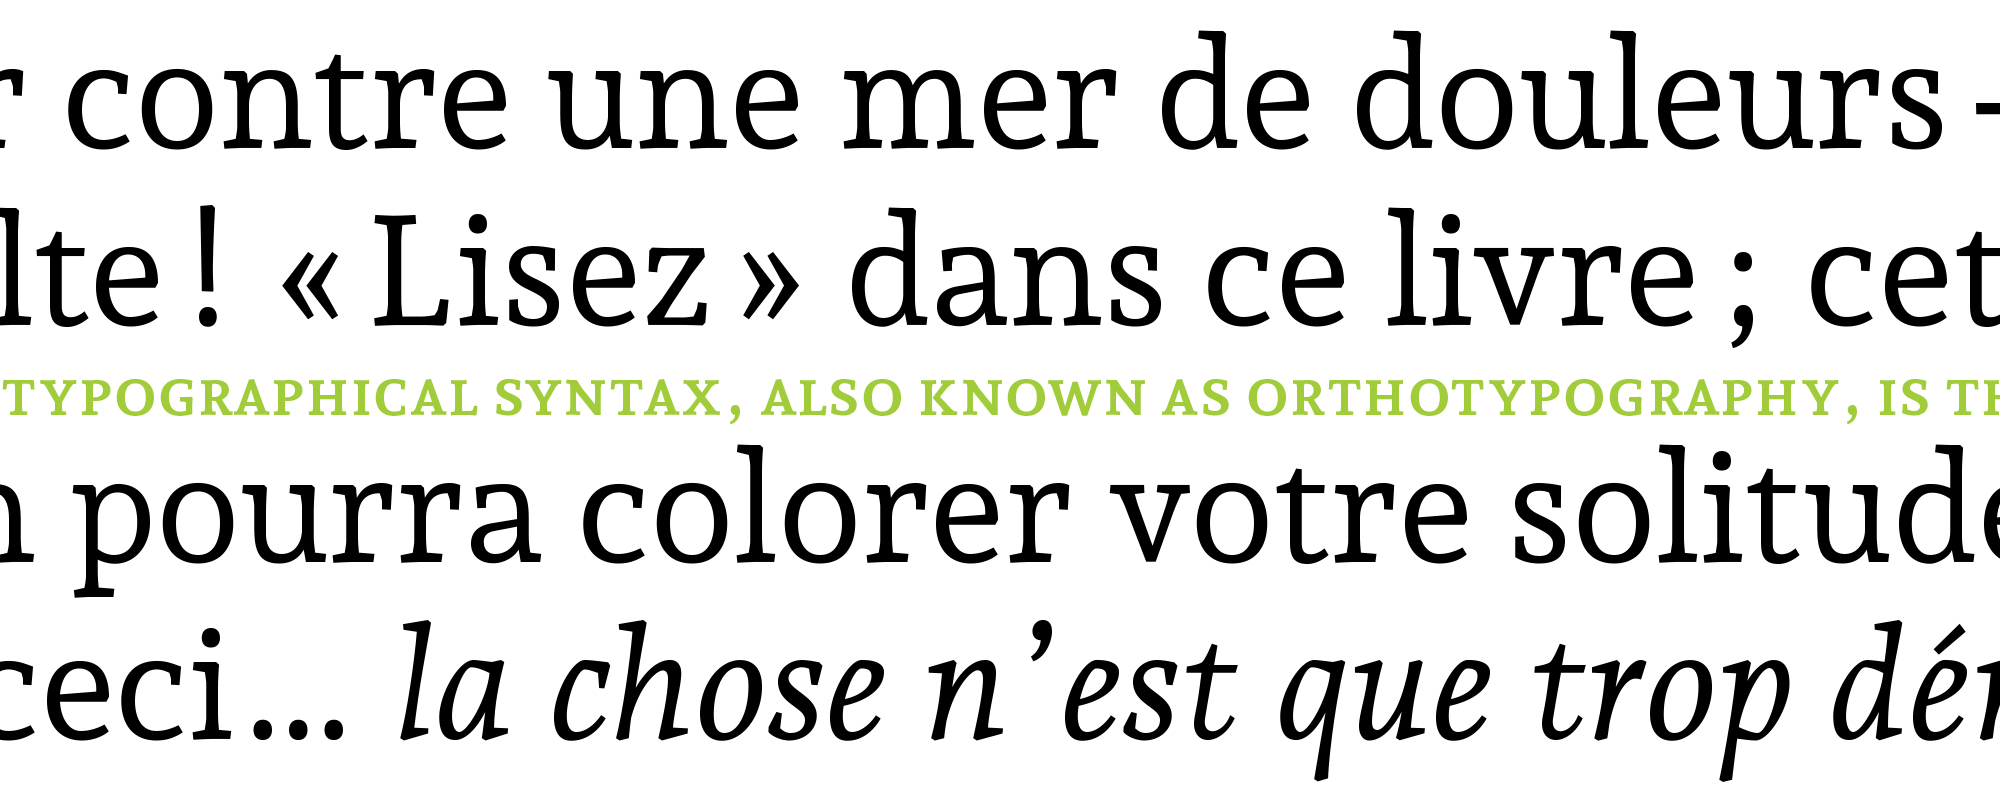 r contre une mer de douleurs -
lte ! « Lisez » dans ce livre ; cet
TYPOGRAPHICAL SYNTAX, ALSO KNOWN AS ORTHOTYPOGRAPHY, IS TH
n pourra colorer votre solitude
ceci… la chose n’est que trop dér